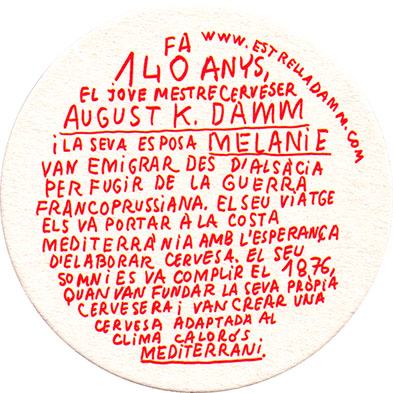 FA WWW.ESTRELLADAMM.COM
140 ANYS,
EL JOVE MESTRE CERVESER
AUGUST K. DAMM
i LA SEVA ESPOSA MELANIE
VAN EMIGRAR DES D'ALSÀCIA
PER FUGIR DE LA GUERRA
FRANCOPRUSSIANA. EL SEU VIATGE
ELS VA PORTAR A LA COSTA
MEDITERRÀNIA AMB L'ESPERANÇA
D'ELABORAR CERVESA. EL SEU
SOMNI ES VA COMPLIR EL 1876,
QUAN VAN FUNDAR LA SEVA PRÒPIA
CERVESERA i VAN CREAR UNA
CERVESA ADAPTADA AL
CLIMA CALORÓS
MEDITERRANI.